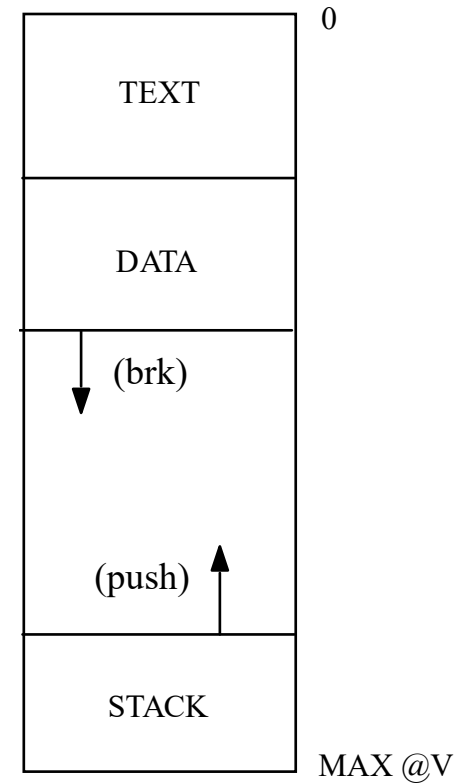 0
TEXT
DATA
(brk)
(push)
STACK
MAX @V